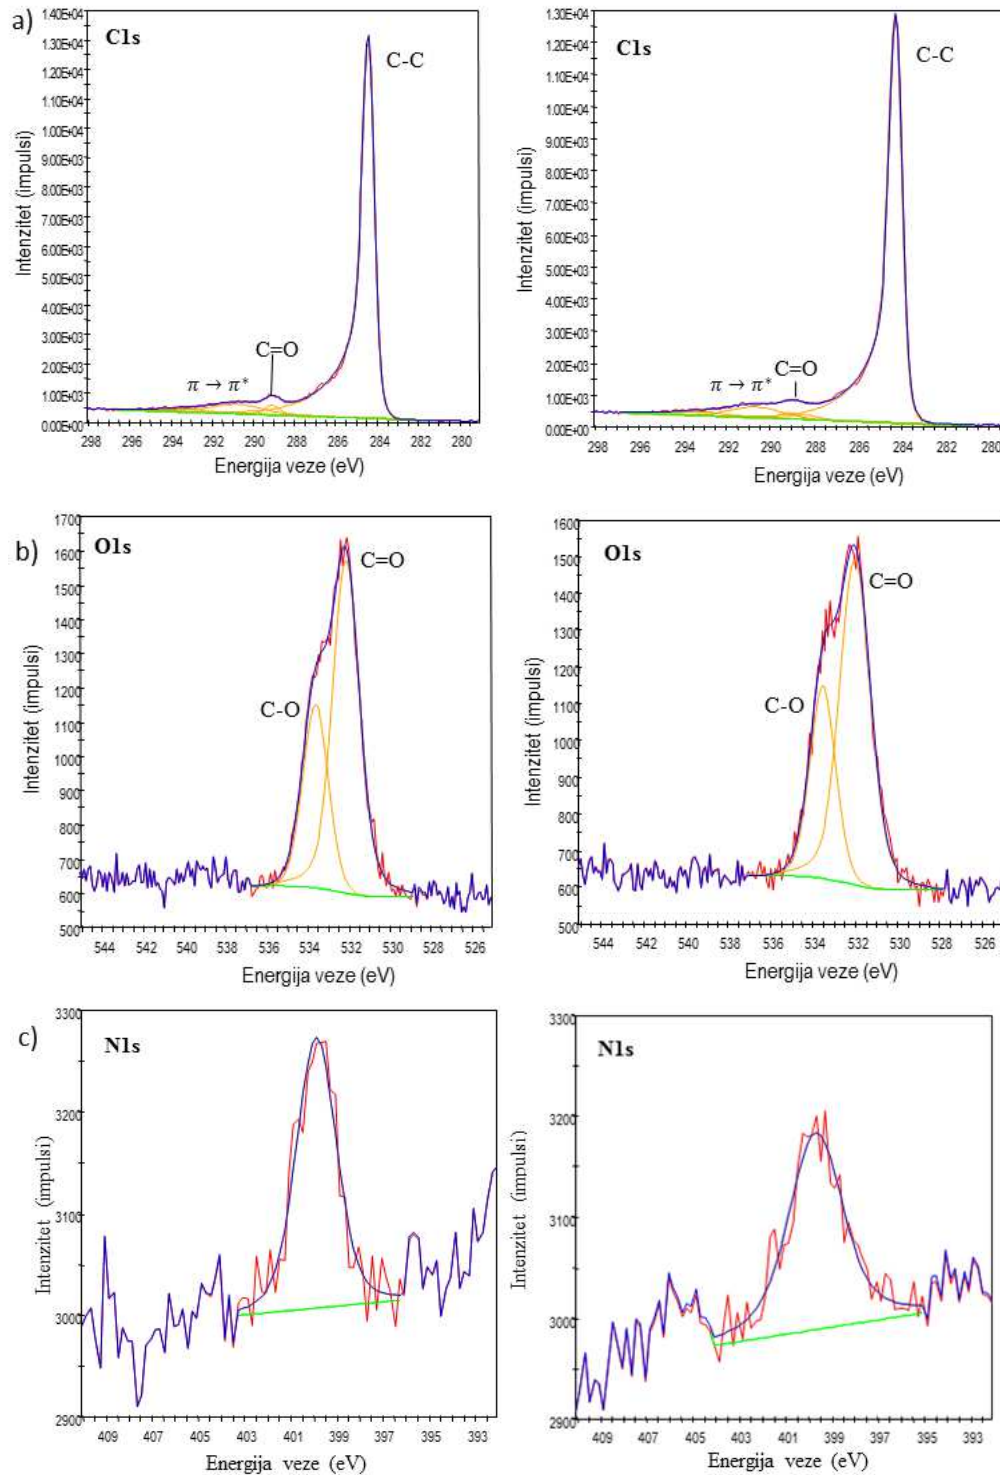 a)
C1s
C-C
C=O
π → π*
Intenzitet (impulsi)
1.40E+04
1.30E+04
1.20E+04
1.10E+04
1.00E+04
9.00E+03
8.00E+03
7.00E+03
6.00E+03
5.00E+03
4.00E+03
3.00E+03
2.00E+03
1.00E+03
0.00E+03
298 296 294 292 290 288 286 284 282 280
Energija veze (eV)
C1s
C-C
C=O
π → π*
Intenzitet (impulsi)
1.30E+04
1.20E+04
1.10E+04
1.00E+04
9.00E+03
8.00E+03
7.00E+03
6.00E+03
5.00E+03
4.00E+03
3.00E+03
2.00E+03
1.00E+03
0.00E+00
298 296 294 292 290 288 286 284 282 280
Energija veze (eV)
b)
O1s
C=O
C-O
Intenzitet (impulsi)
1700
1600
1500
1400
1300
1200
1100
1000
900
800
700
600
500
544 542 540 538 536 534 532 530 528 526
Energija veze (eV)
O1s
C=O
C-O
Intenzitet (impulsi)
1600
1500
1400
1300
1200
1100
1000
900
800
700
600
500
544 542 540 538 536 534 532 530 528 526
Energija veze (eV)
c)
N1s
Intenzitet (impulsi)
3300
3200
3100
3000
2900
409 407 405 403 401 399 397 395 393
Energija veze (eV)
N1s
Intenzitet (impulsi)
3300
3200
3100
3000
2900
409 407 405 403 401 399 397 395 393
Energija veze (eV)